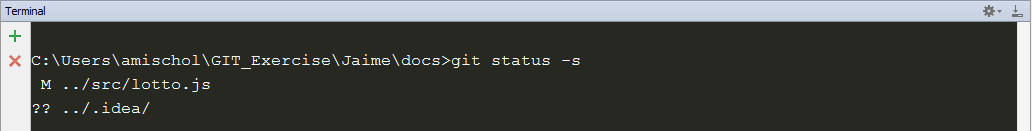 Terminal
C:\Users\amischol\GIT_Exercise\Jaime\docs>git status -s
 M ../src/lotto.js
?? ../.idea/